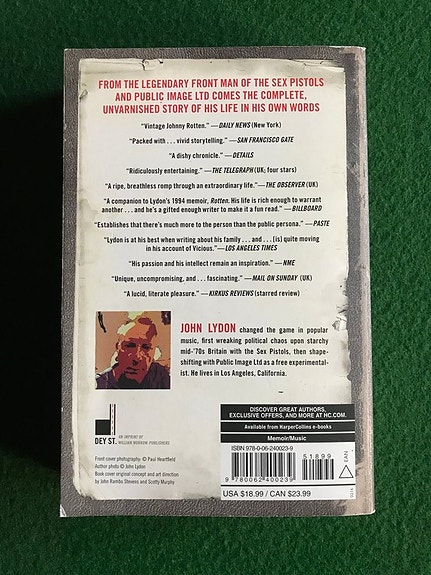 FROM THE LEGENDARY FRONT MAN OF THE SEX PISTOLS
AND PUBLIC IMAGE LTD COMES THE COMPLETE,
UNVARNISHED STORY OF HIS LIFE IN HIS OWN WORDS
“Vintage Johnny Rotten.” —DAILY NEWS (New York)
“Packed with . . . vivid storytelling.” —SAN FRANCISCO GATE
“A dishy chronicle.” —DETAILS
“Ridiculously entertaining.” —THE TELEGRAPH (UK; four stars)
“A ripe, breathless romp through an extraordinary life.” —THE OBSERVER (UK)
“A companion to Lydon’s 1994 memoir, Rotten. His life is rich enough to warrant
another . . . and he’s a gifted enough writer to make it a fun read.” —BILLBOARD
“Establishes that there’s much more to the person than the public persona.” —PASTE
“Lydon is at his best when writing about his family . . . and . . . (is) quite moving
in his account of Vicious.” —LOS ANGELES TIMES
“His passion and his intellect remain an inspiration.” —NME
“Unique, uncompromising, and . . . fascinating.” —MAIL ON SUNDAY (UK)
“A lucid, literate pleasure.” —KIRKUS REVIEWS (starred review)
JOHN LYDON changed the game in popular
music, first wreaking political chaos upon starchy
mid-’70s Britain with the Sex Pistols, then shape-
shifting with Public Image Ltd as a free experimental-
ist. He lives in Los Angeles, California.
DEY ST.
AN IMPRINT OF
WILLIAM MORROW PUBLISHERS
Front cover photography © Paul Heartfield
Author photo © John Lydon
Book cover original concept and art direction
by John Rambo Stevens and Scotty Murphy
DISCOVER GREAT AUTHORS,
EXCLUSIVE OFFERS, AND MORE AT HC.COM.
Available from HarperCollins e-books
Memoir/Music
ISBN 978-0-06-240023-9
51899
9 780062 400239
EAN
USA $18.99 / CAN $23.99